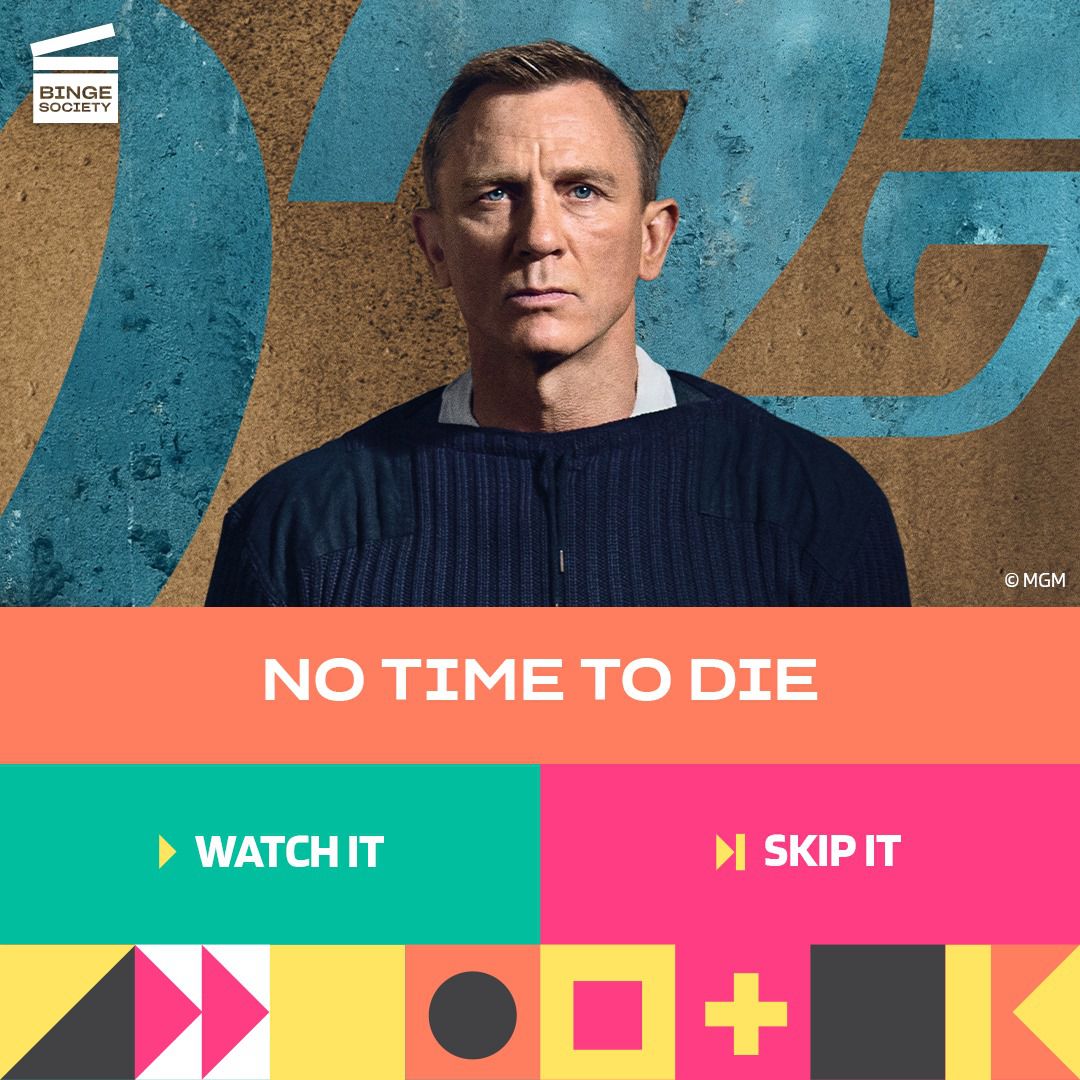 BINGE
SOCIETY
© MGM
NO TIME TO DIE
WATCH IT
SKIP IT